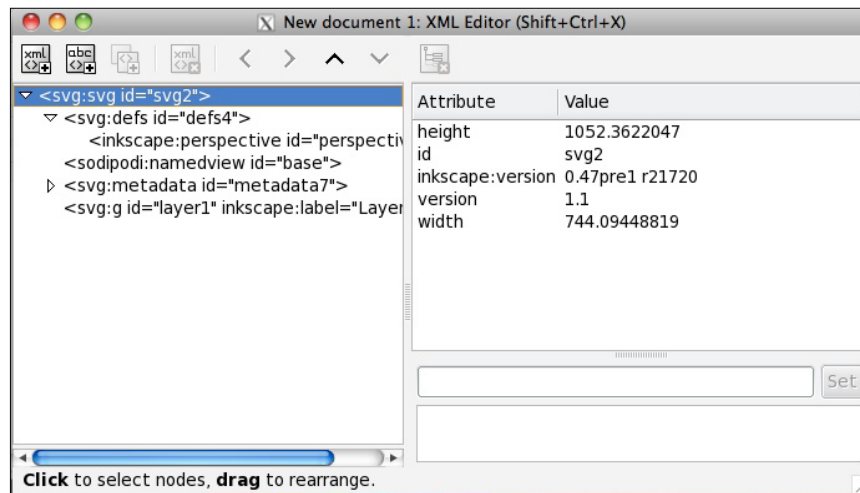 New document 1: XML Editor (Shift+Ctrl+X)
xml abc xml
<svg:svg id="svg2">
<svg:defs id="defs4">
<inkscape:perspective id="perspectiv
<sodipodi:namedview id="base">
<svg:metadata id="metadata7">
<svg:g id="layer1" inkscape:label="Layer
Attribute Value
height 1052.3622047
id svg2
inkscape:version 0.47pre1 r21720
version 1.1
width 744.09448819
Set
Click to select nodes, drag to rearrange.